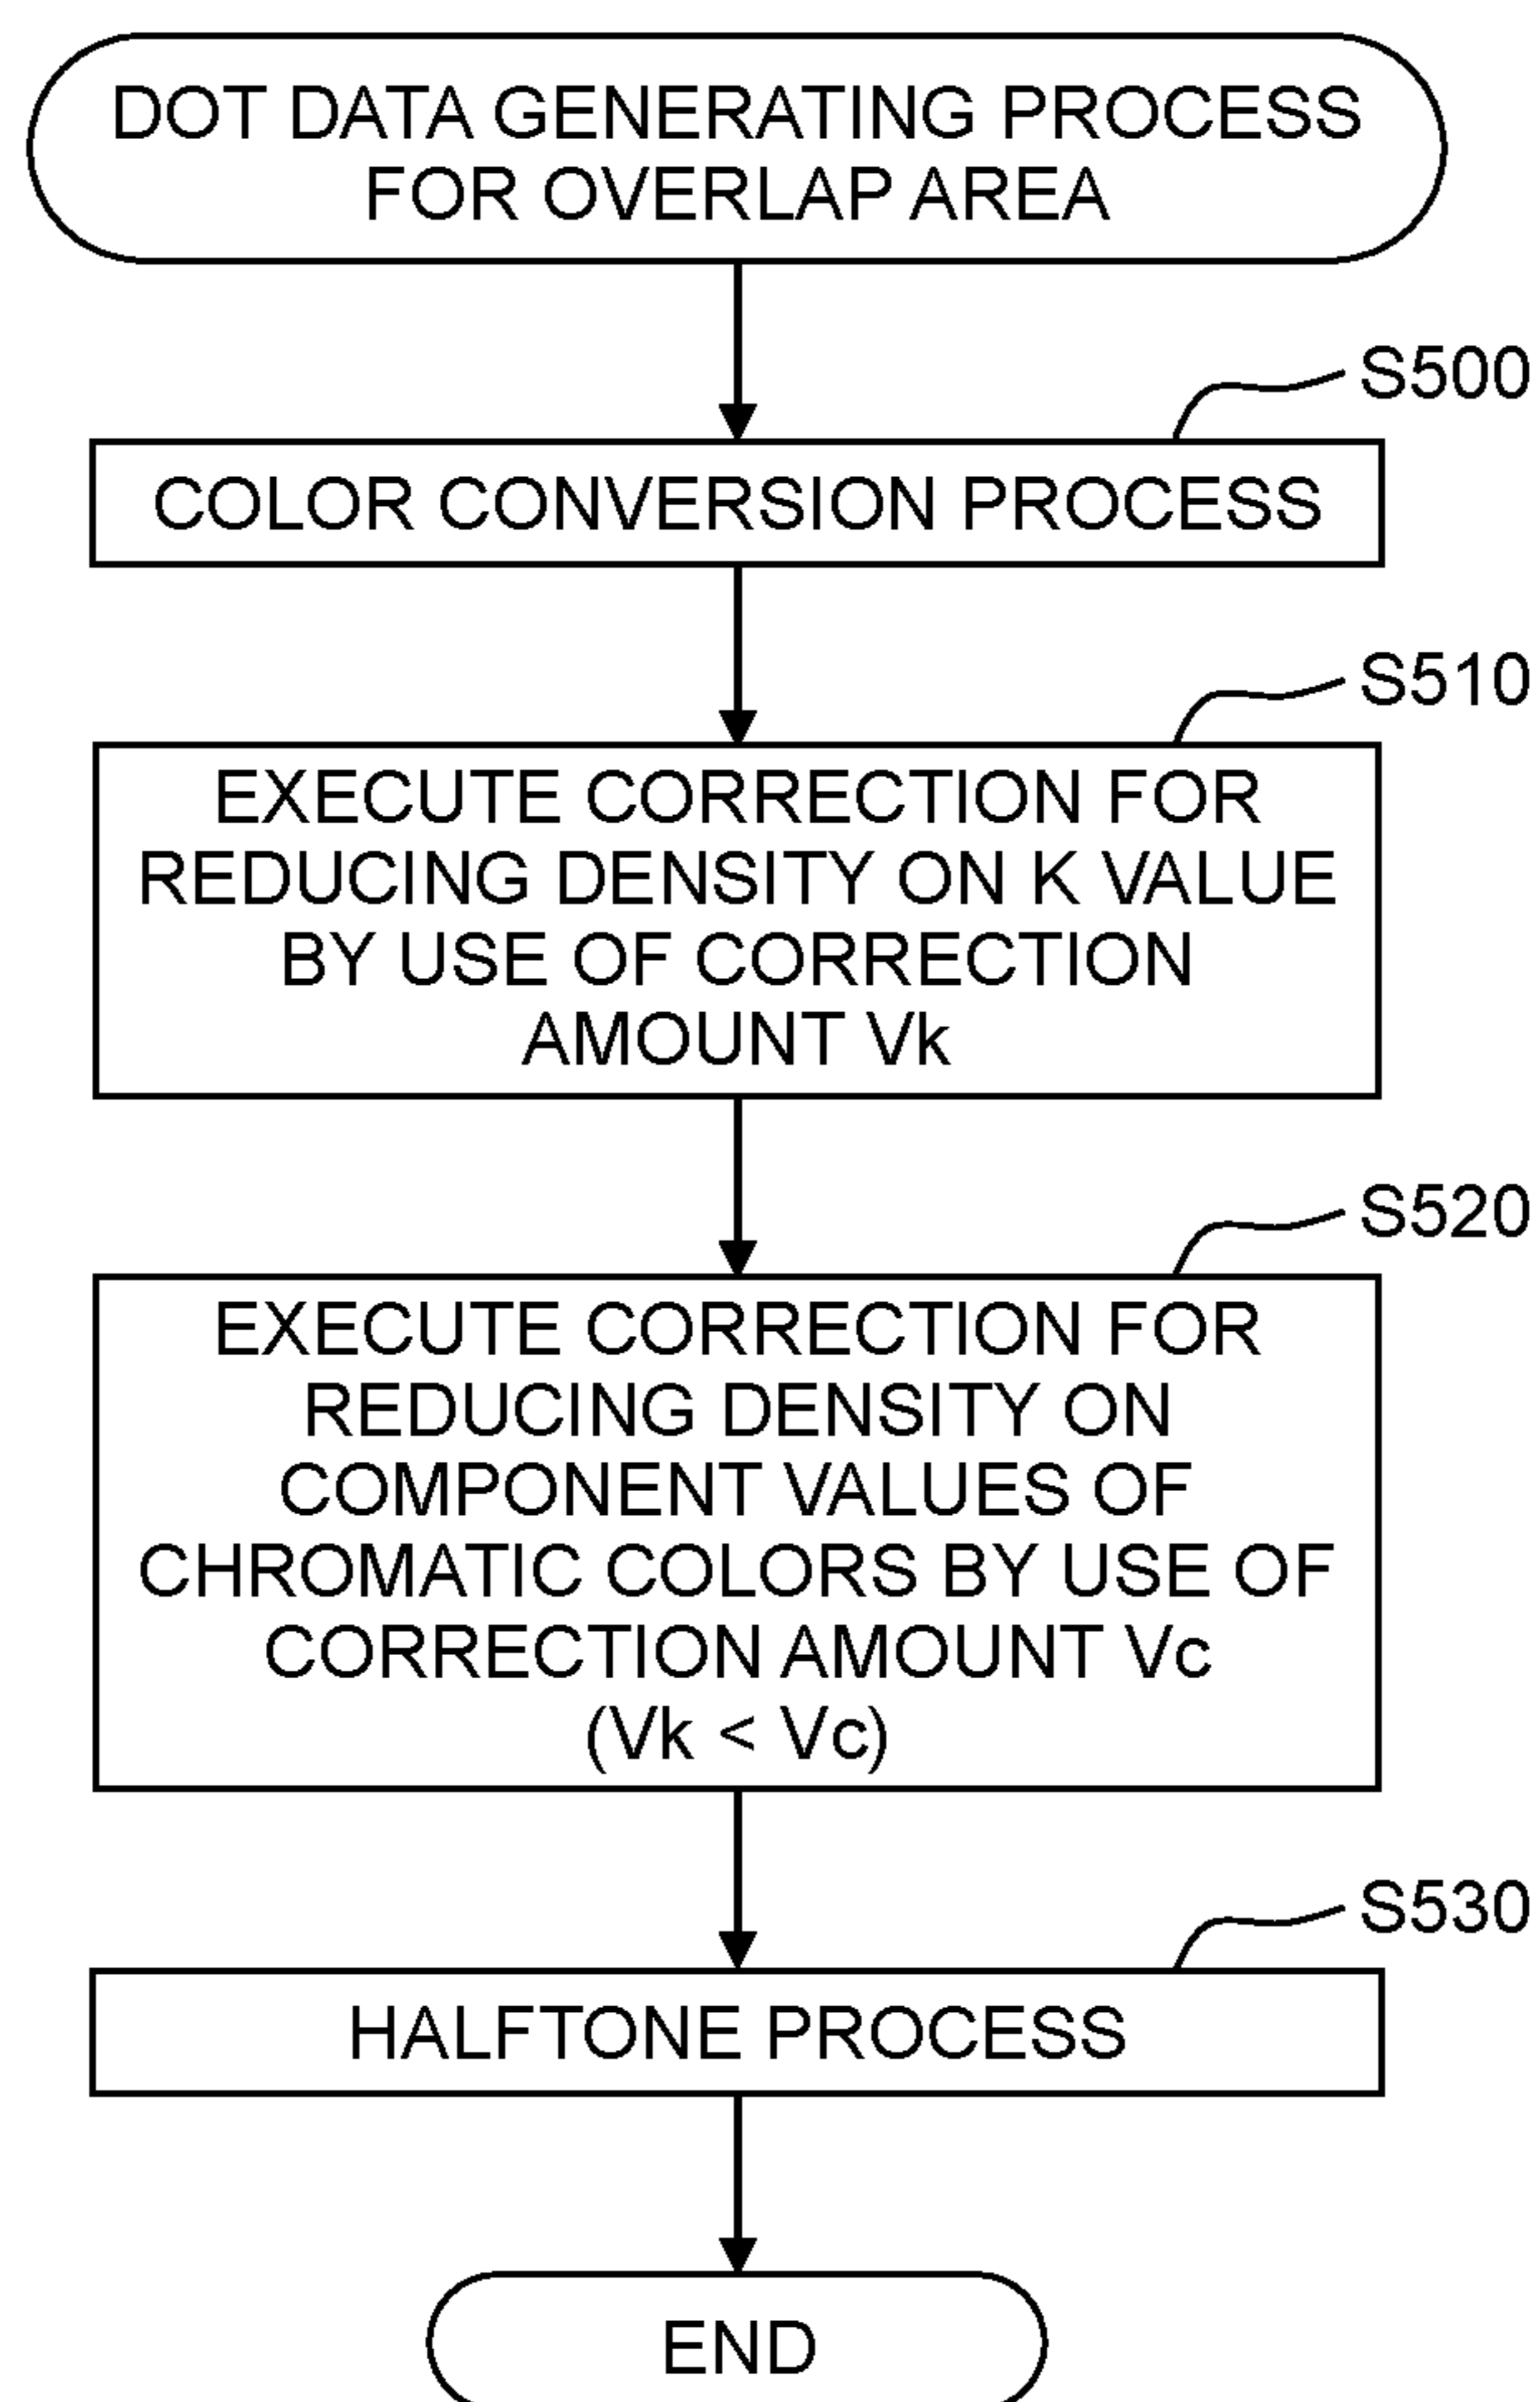 DOT DATA GENERATING PROCESS
FOR OVERLAP AREA
S500
COLOR CONVERSION PROCESS
S510
EXECUTE CORRECTION FOR
REDUCING DENSITY ON K VALUE
BY USE OF CORRECTION
AMOUNT Vk
S520
EXECUTE CORRECTION FOR
REDUCING DENSITY ON
COMPONENT VALUES OF
CHROMATIC COLORS BY USE OF
CORRECTION AMOUNT Vc
(Vk < Vc)
S530
HALFTONE PROCESS
END